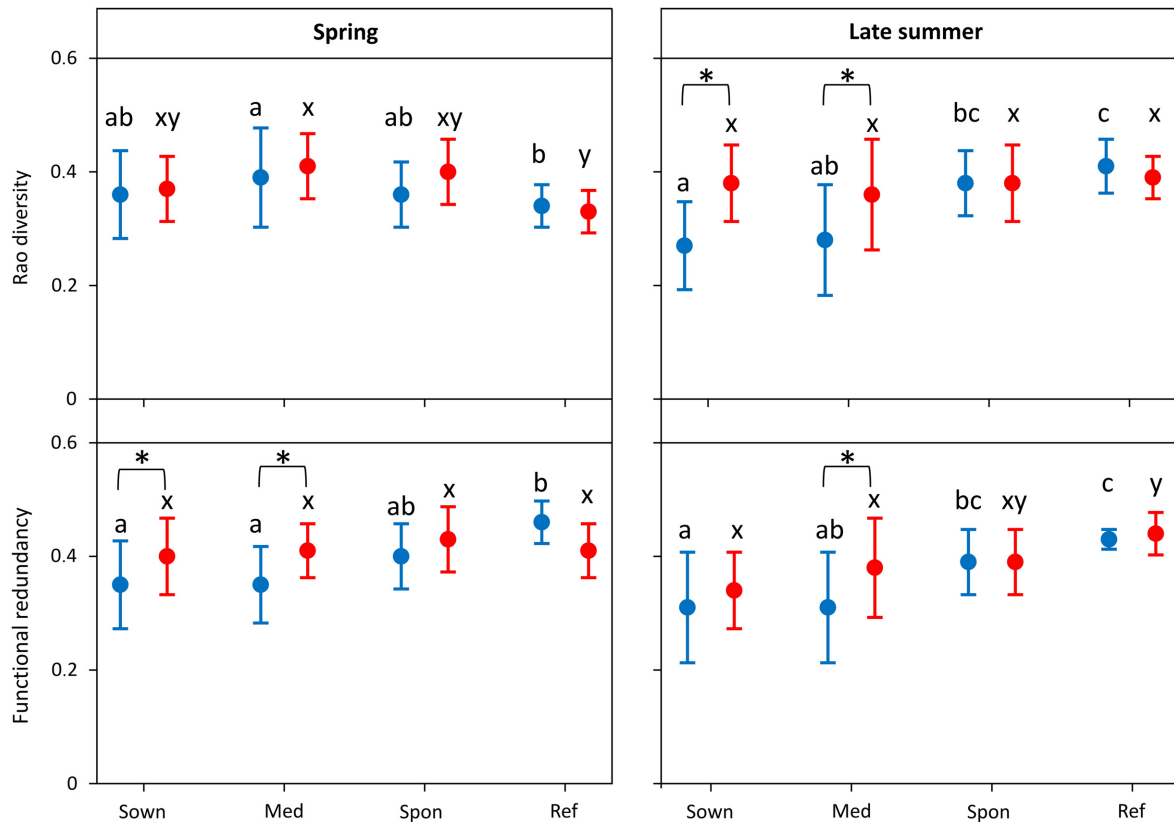 Spring
Late summer
Rao diversity
0.6
0.4
0.2
0
ab xy a x ab xy b y
* *
a x ab x bc x c x
Functional redundancy
0.6
0.4
0.2
0
* *
a x a x ab x b x
*
a x ab x bc xy c y
Sown Med Spon Ref
Sown Med Spon Ref